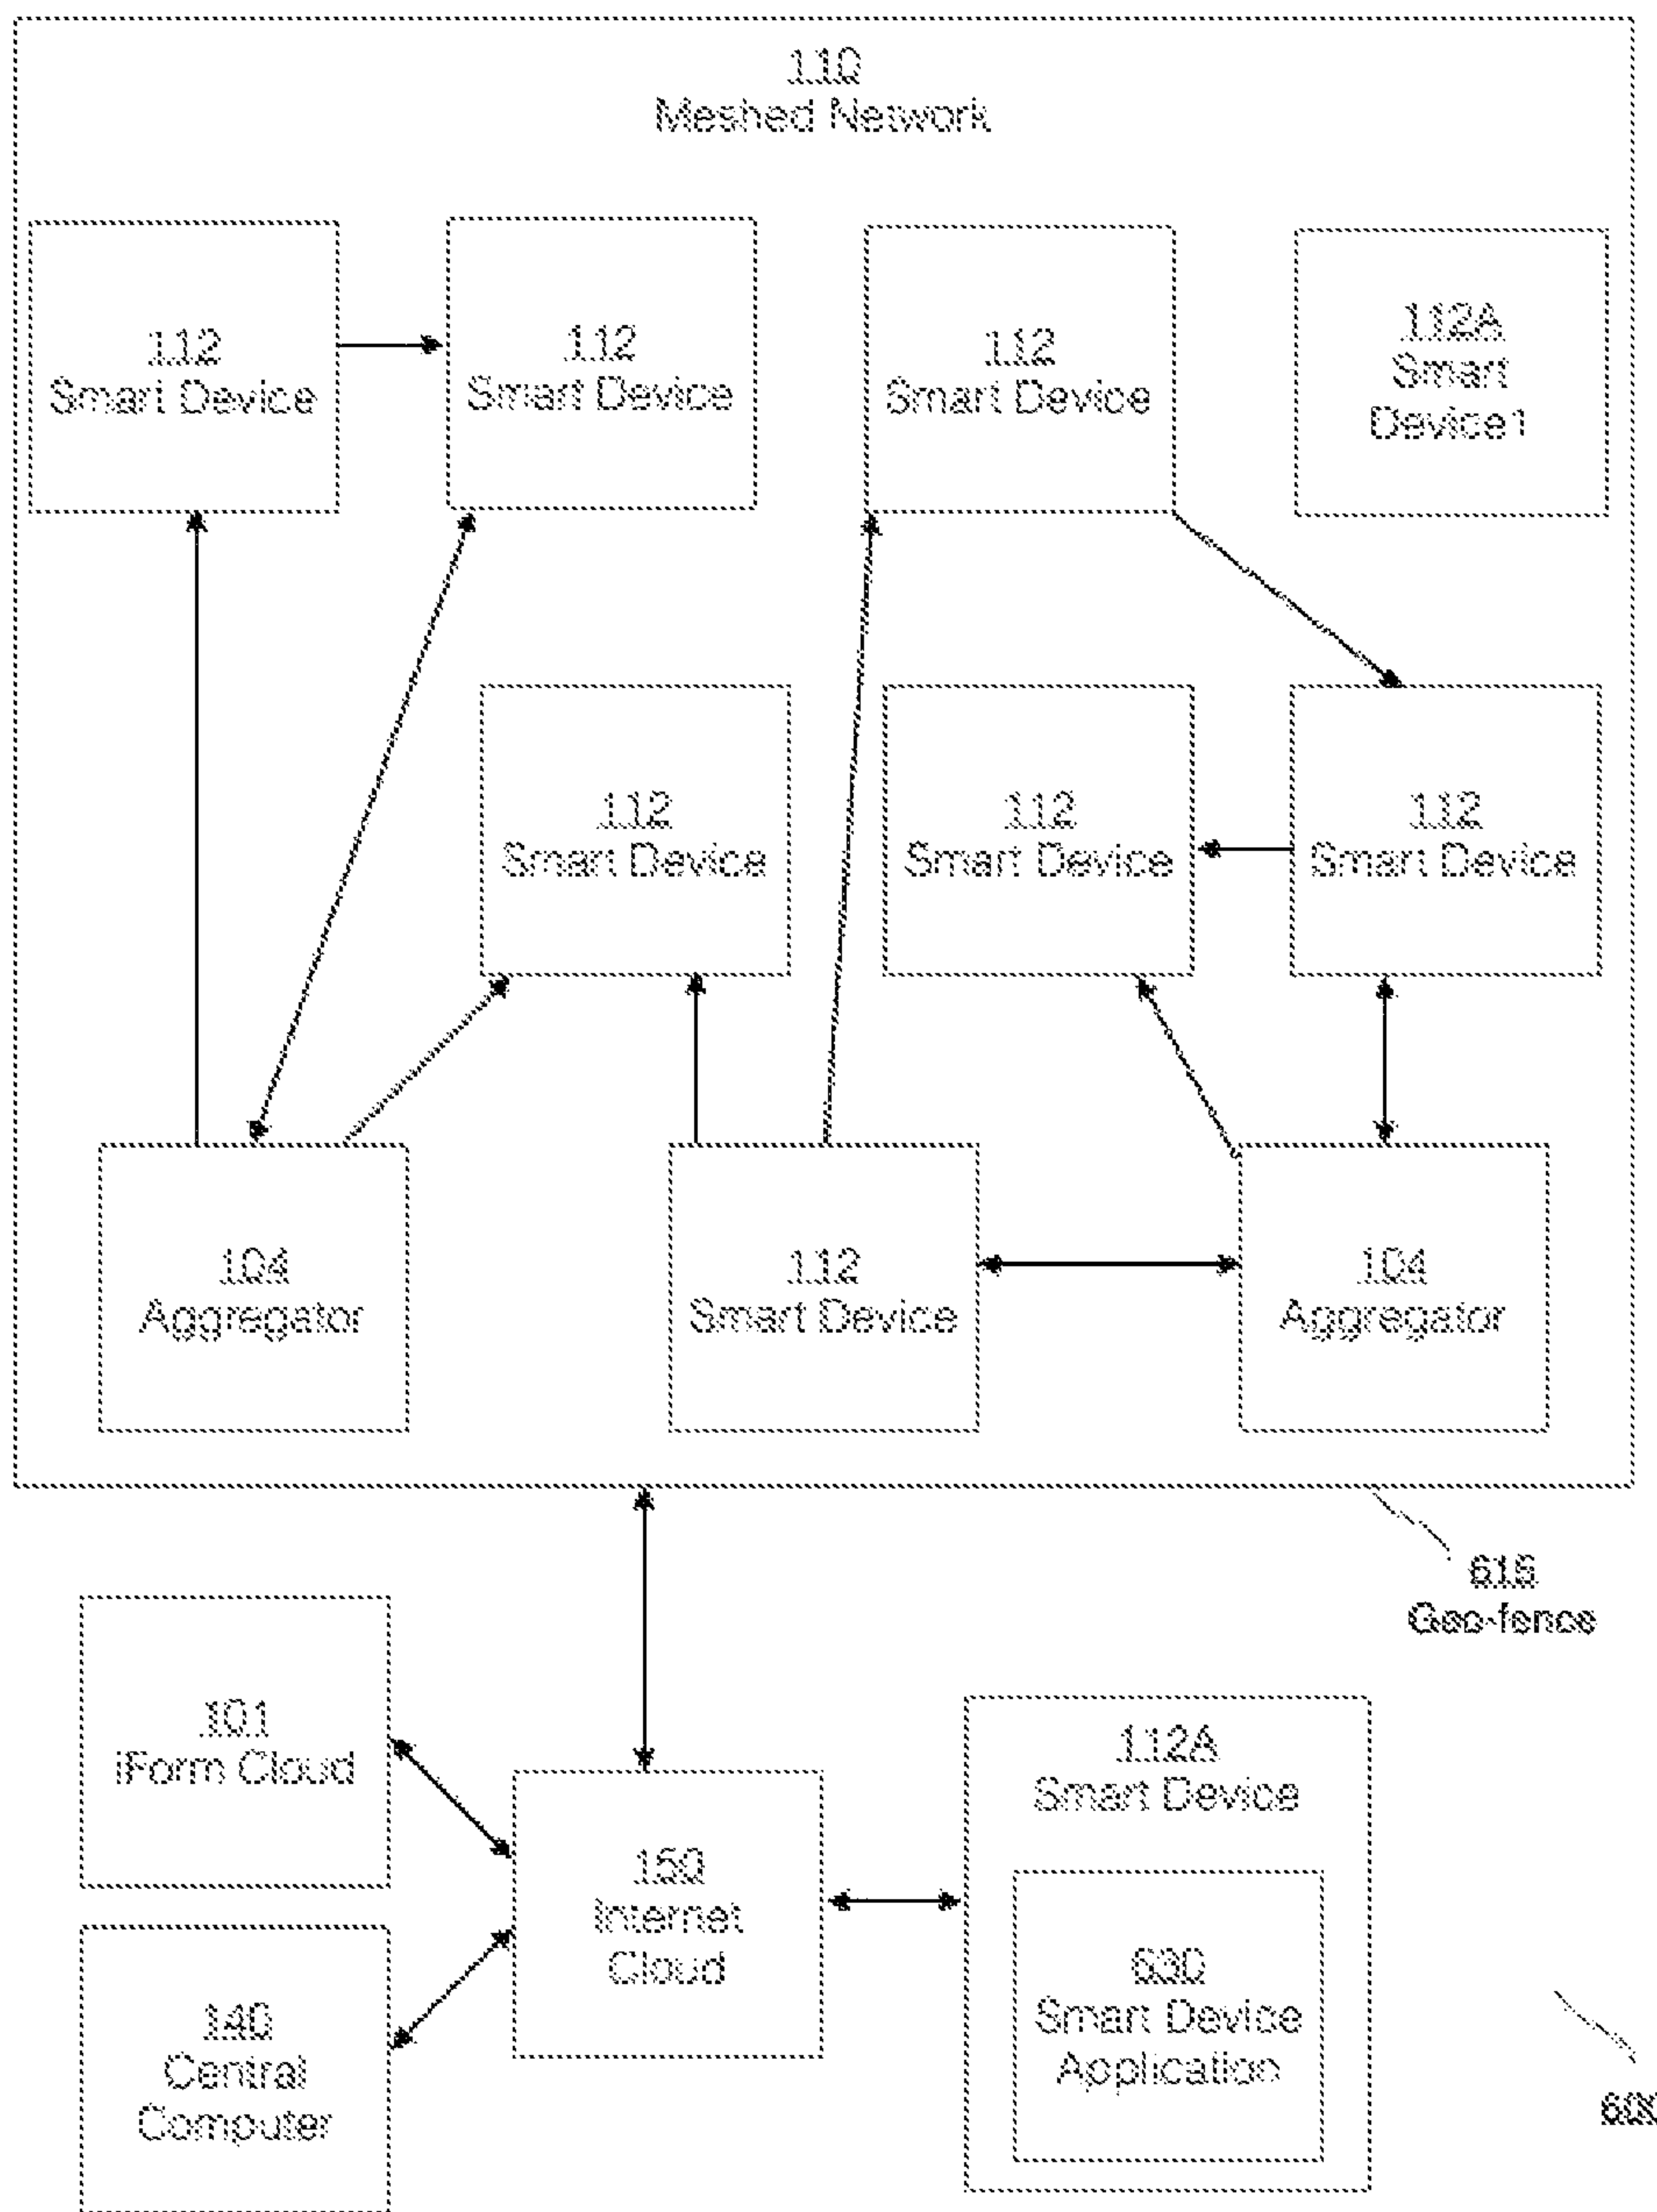 110
Meshed Network
112
Smart Device
112
Smart Device
112
Smart Device
112A
Smart
Device1
112
Smart Device
112
Smart Device
112
Smart Device
104
Aggregator
112
Smart Device
104
Aggregator
615
Geo-fence
101
iForm Cloud
150
Internet
Cloud
112A
Smart Device
630
Smart Device
Application
140
Central
Computer
600